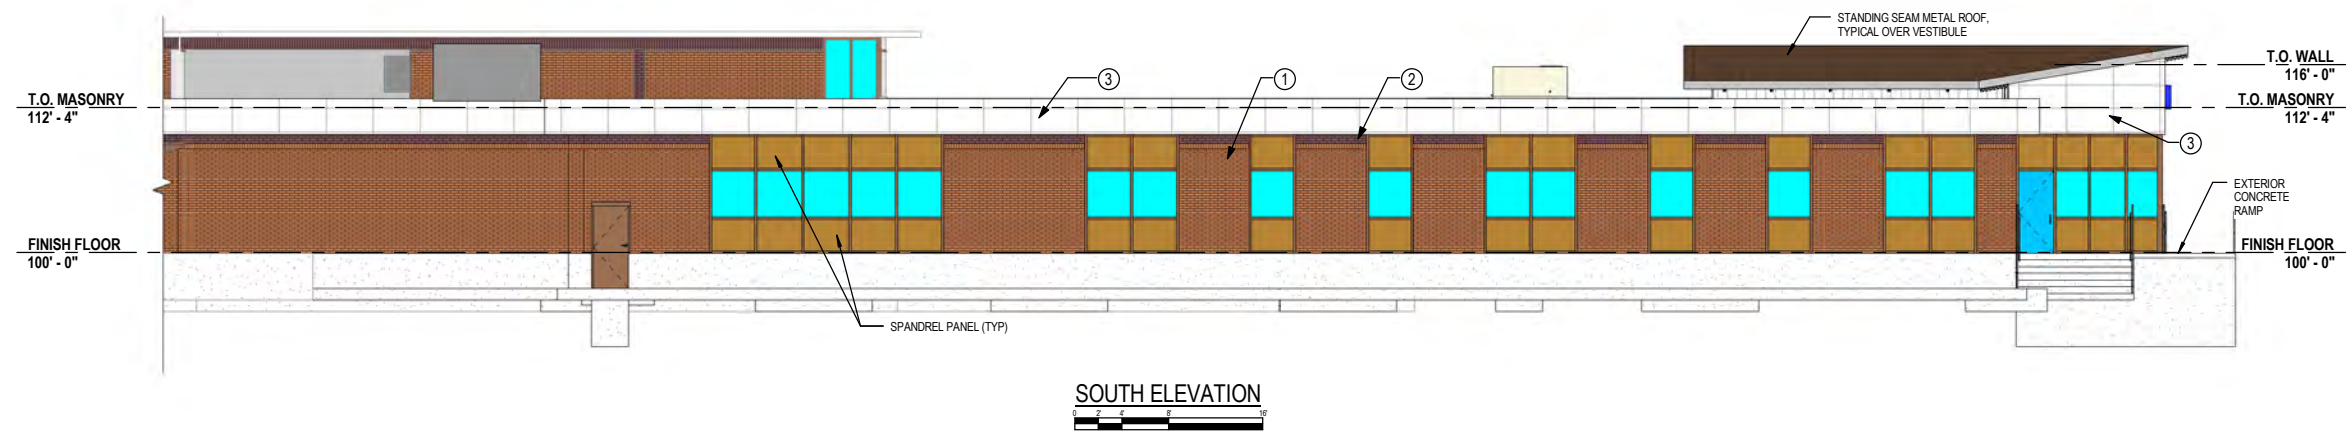 STANDING SEAM METAL ROOF,
TYPICAL OVER VESTIBULE
T.O. WALL
116' - 0"
3
1
2
T.O. MASONRY
112' - 4"
T.O. MASONRY
112' - 4"
3
EXTERIOR
CONCRETE
RAMP
FINISH FLOOR
100' - 0"
FINISH FLOOR
100' - 0"
SPANDREL PANEL (TYP)
SOUTH ELEVATION
0 2' 4' 8' 16'